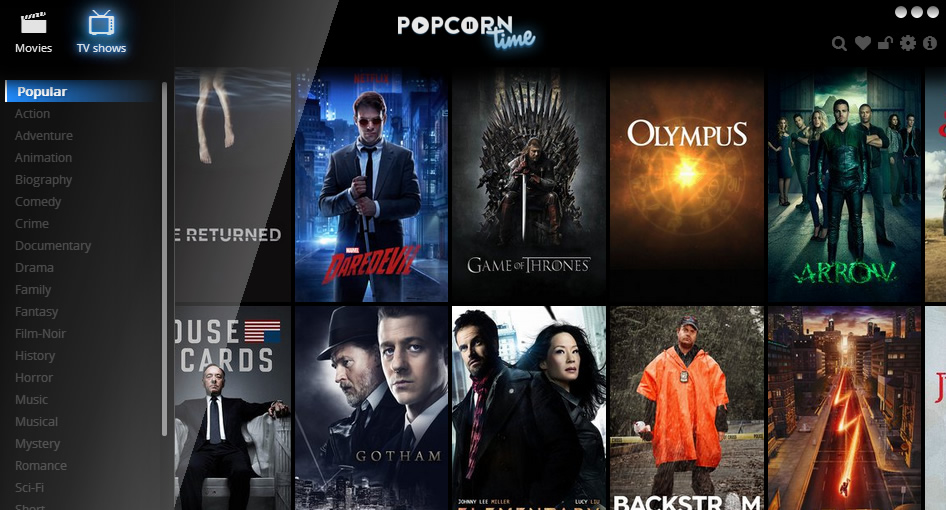 Movies
TV shows
POPCORN
time
Popular
Action
Adventure
Animation
Biography
Comedy
Crime
Documentary
Drama
Family
Fantasy
Film-Noir
History
Horror
Music
Musical
Mystery
Romance
Sci-Fi
Short
E RETURNED
NETFLIX
MARVEL
DAREDEVIL
GAME OF THRONES
OLYMPUS
ARROW
OUSE
CARDS
GOTHAM
JOHNNY LEE MILLER
LUCY LIU
ELEMENTARY
BACKSTROM
J